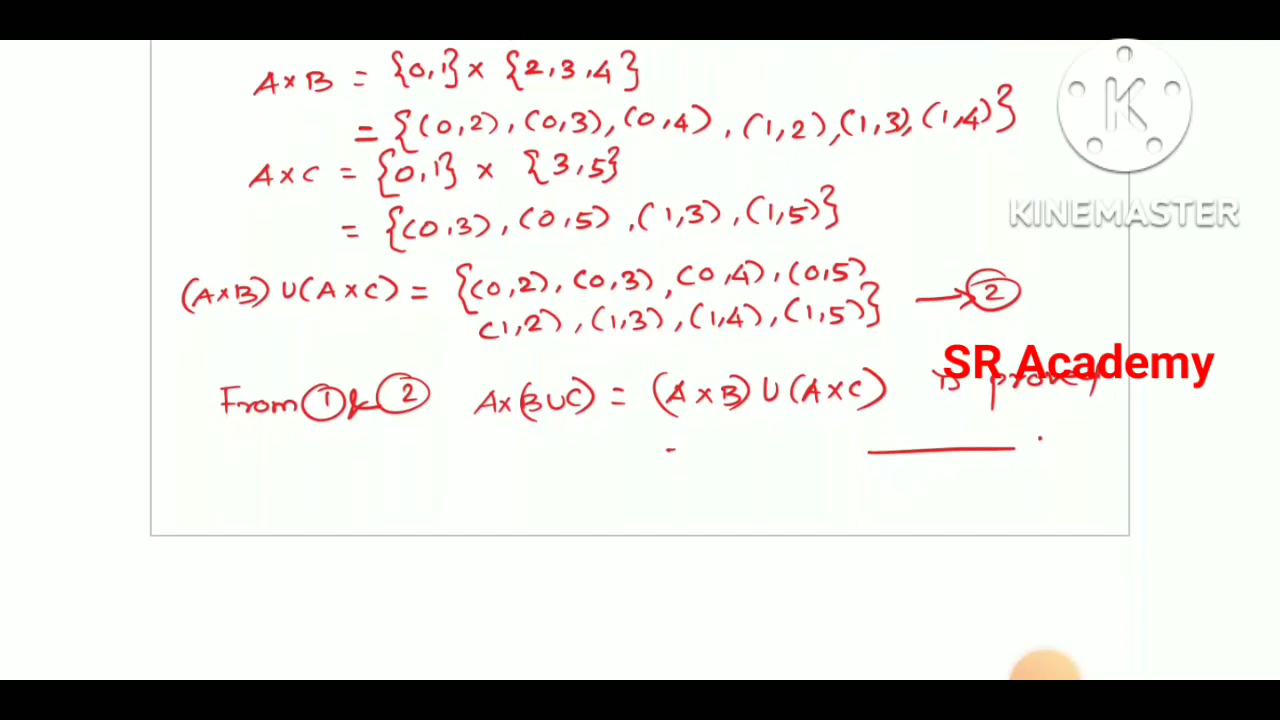 A×B = {0,1} × {2,3,4}
= {(0,2), (0,3), (0,4), (1,2), (1,3), (1,4)}
A×C = {0,1} × {3,5}
= {(0,3), (0,5), (1,3), (1,5)}
(A×B) ∪ (A×C) = {(0,2), (0,3), (0,4), (0,5)
(1,2), (1,3), (1,4), (1,5)} → ②
From ① & ② A×(B∪C) = (A×B) ∪ (A×C) is proved
KINEMASTER
SR Academy